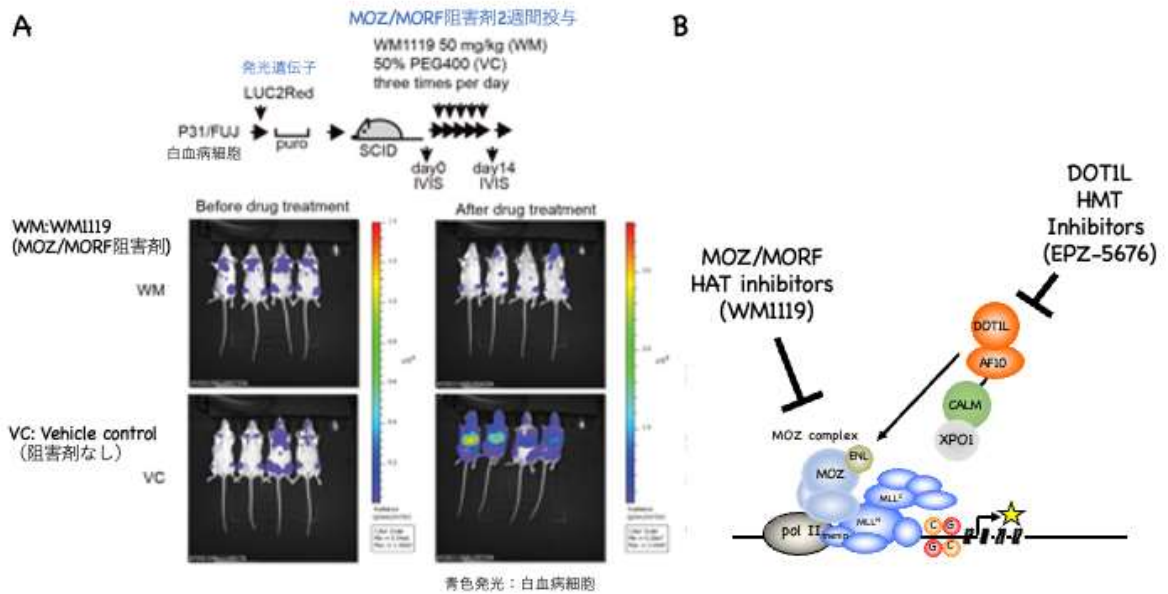 A
MOZ/MORF阻害剤2週間投与
WM1119 50 mg/kg (WM)
50% PEG400 (VC)
three times per day
発光遺伝子
LUC2Red
P31/FUJ
白血病細胞
puro
SCID
day0
IVIS
day14
IVIS
Before drug treatment
After drug treatment
WM:WM1119
(MOZ/MORF阻害剤)
WM
VC: Vehicle control
(阻害剤なし)
VC
青色発光：白血病細胞
B
DOT1L
HMT
Inhibitors
(EPZ-5676)
MOZ/MORF
HAT inhibitors
(WM1119)
DOT1L
AF10
CALM
XPO1
MOZ complex
ENL
MOZ
MLLC
MLLN
pol II
C G
G C